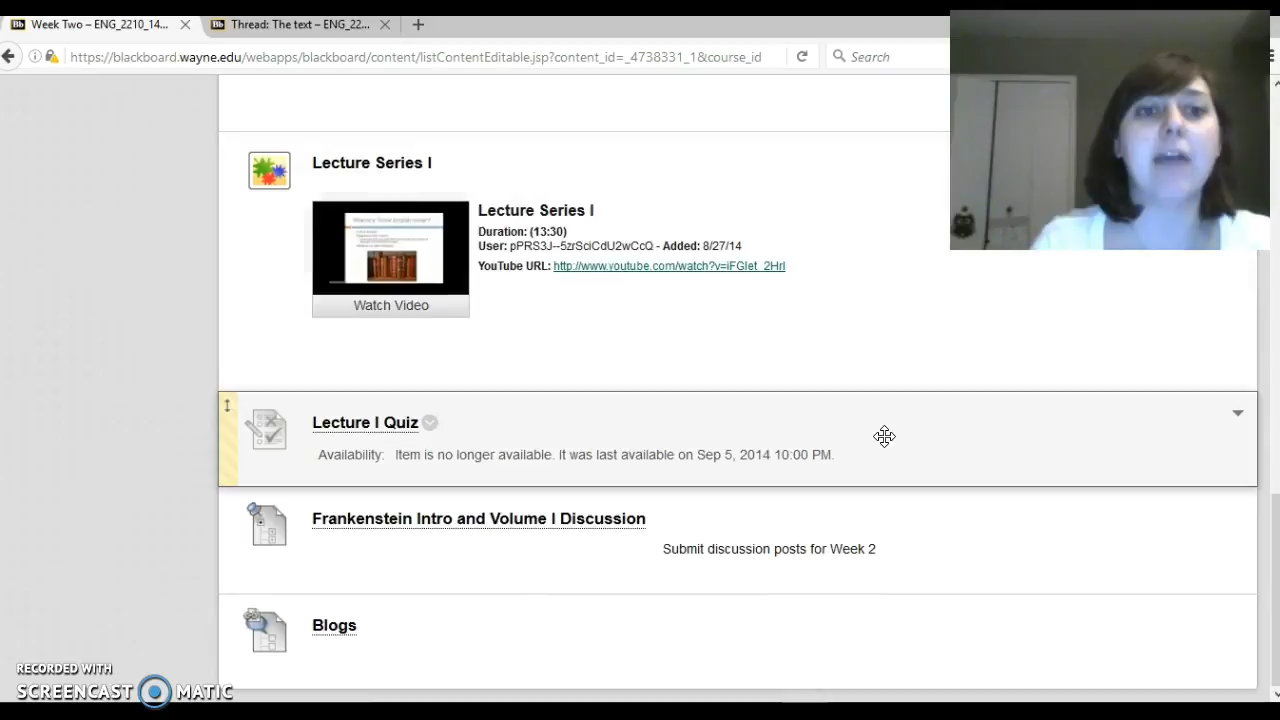 Week Two – ENG_2210_14...
Thread: The text – ENG_22...
https://blackboard.wayne.edu/webapps/blackboard/content/listContentEditable.jsp?content_id=_4738331_1&course_id
Search
Lecture Series I
Lecture Series I
Duration: (13:30)
User: pPRS3J--5zrSciCdU2wCcQ - Added: 8/27/14
YouTube URL: http://www.youtube.com/watch?v=iFGIet_2HrI
Watch Video
Lecture I Quiz
Availability: Item is no longer available. It was last available on Sep 5, 2014 10:00 PM.
Frankenstein Intro and Volume I Discussion
Submit discussion posts for Week 2
Blogs
RECORDED WITH
SCREENCAST MATIC